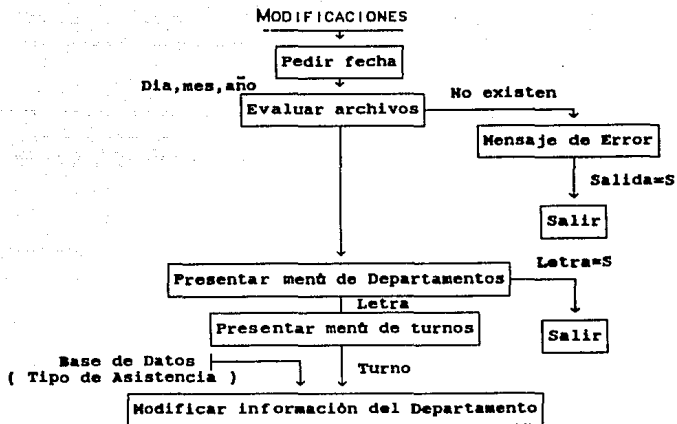 MODIFICACIONES
Pedir fecha
Dia,mes,año
Evaluar archivos
No existen
Mensaje de Error
Salida=S
Salir
Presentar menú de Departamentos
Letra=S
Letra
Presentar menú de turnos
Salir
Base de Datos
( Tipo de Asistencia )
Turno
Modificar información del Departamento